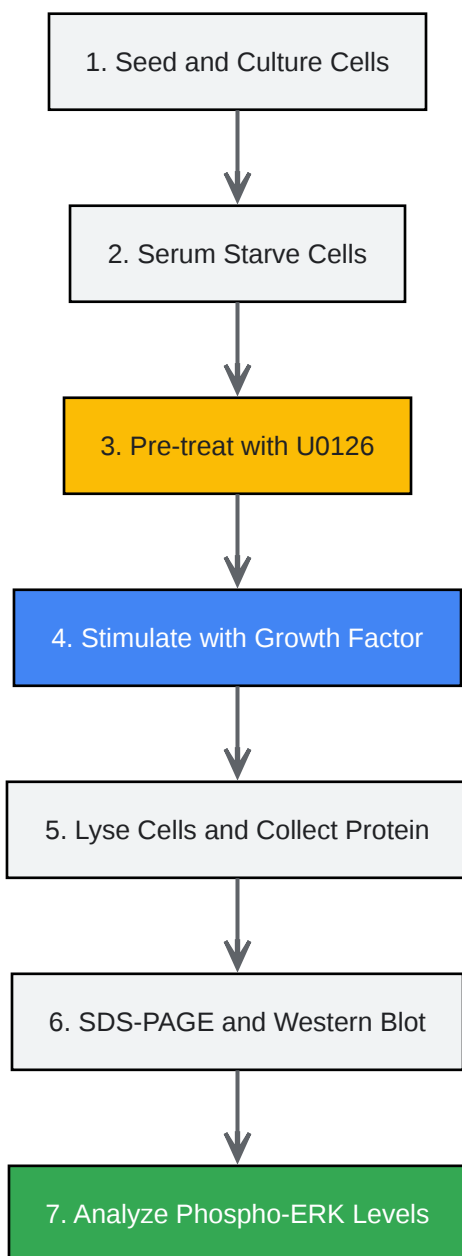 1. Seed and Culture Cells
2. Serum Starve Cells
3. Pre-treat with U0126
4. Stimulate with Growth Factor
5. Lyse Cells and Collect Protein
6. SDS-PAGE and Western Blot
7. Analyze Phospho-ERK Levels